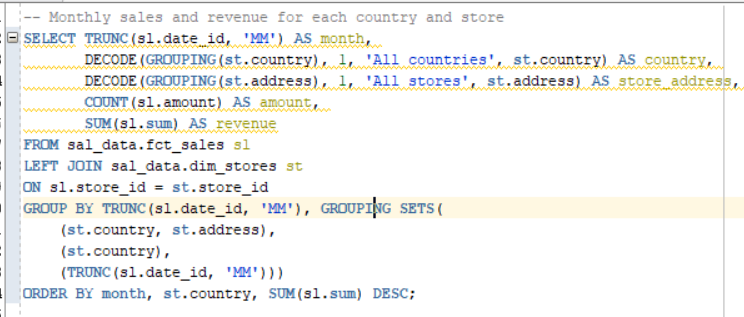 -- Monthly sales and revenue for each country and store
SELECT TRUNC(sl.date_id, 'MM') AS month,
DECODE(GROUPING(st.country), 1, 'All countries', st.country) AS country,
DECODE(GROUPING(st.address), 1, 'All stores', st.address) AS store_address,
COUNT(sl.amount) AS amount,
SUM(sl.sum) AS revenue
FROM sal_data.fct_sales sl
LEFT JOIN sal_data.dim_stores st
ON sl.store_id = st.store_id
GROUP BY TRUNC(sl.date_id, 'MM'), GROUPING SETS(
(st.country, st.address),
(st.country),
(TRUNC(sl.date_id, 'MM')))
ORDER BY month, st.country, SUM(sl.sum) DESC;